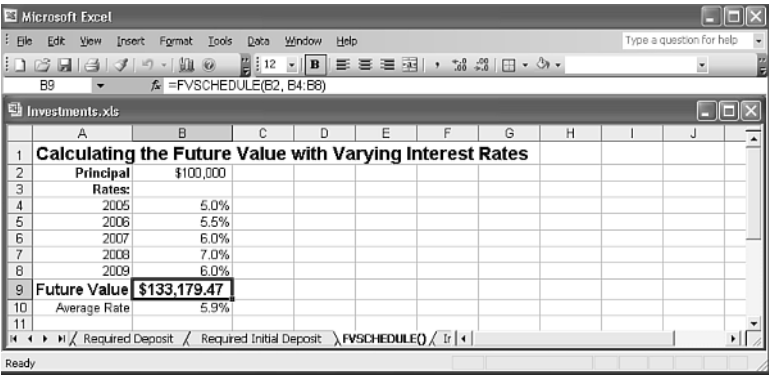 Microsoft Excel
File Edit View Insert Format Tools Data Window Help Type a question for help
12 B
B9 fx =FVSCHEDULE(B2, B4:B8)
Investments.xls
A B C D E F G H I J
1 Calculating the Future Value with Varying Interest Rates
2 Principal $100,000
3 Rates:
4 2005 5.0%
5 2006 5.5%
6 2007 6.0%
7 2008 7.0%
8 2009 6.0%
9 Future Value $133,179.47
10 Average Rate 5.9%
11
Required Deposit / Required Initial Deposit \ FVSCHEDULE() /
Ready